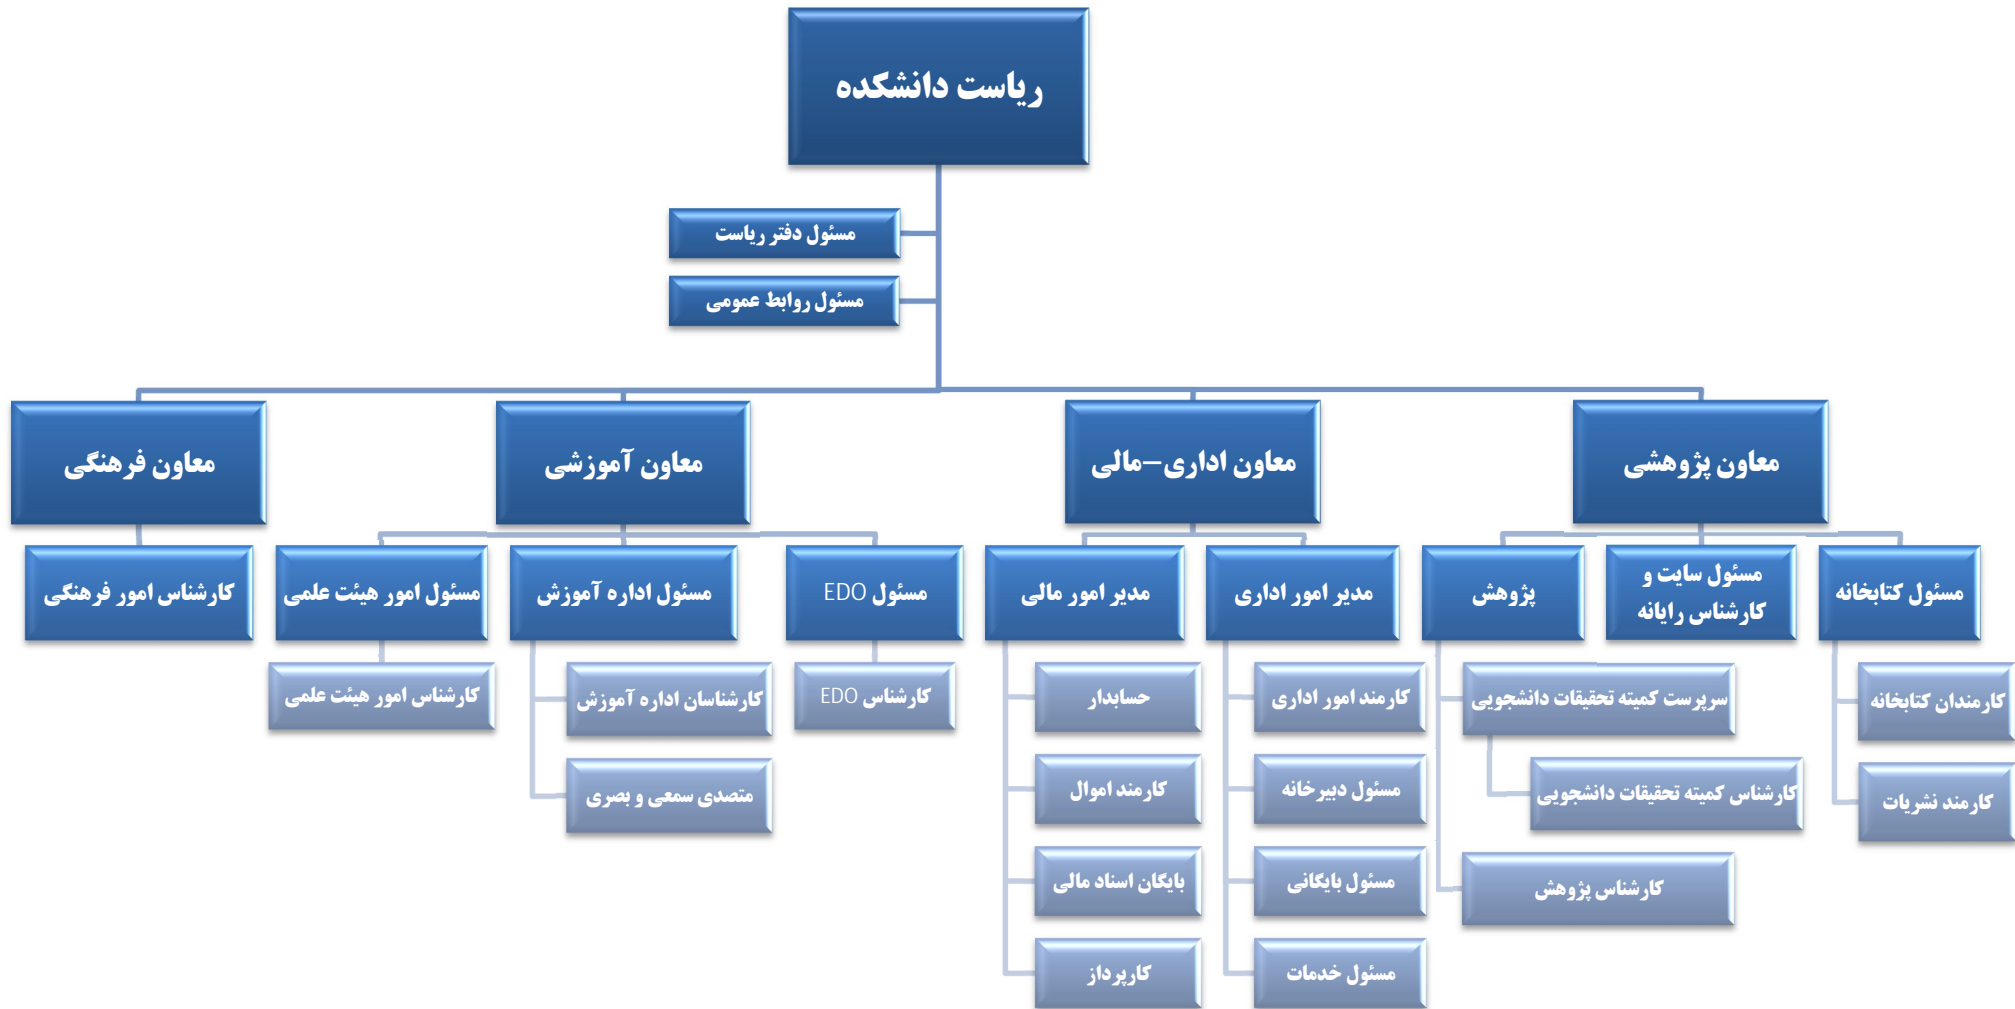 ریاست دانشکده
مسئول دفتر ریاست
مسئول روابط عمومی
معاون پژوهشی
معاون اداری-مالی
معاون آموزشی
معاون فرهنگی
مسئول کتابخانه
مسئول سایت و
کارشناس رایانه
پژوهش
مدیر امور اداری
مدیر امور مالی
مسئول EDO
مسئول اداره آموزش
مسئول امور هیئت علمی
کارشناس امور فرهنگی
کارمندان کتابخانه
سرپرست کمیته تحقیقات دانشجویی
کارمند امور اداری
حسابدار
کارشناس EDO
کارشناسان اداره آموزش
کارشناس امور هیئت علمی
کارمند نشریات
کارشناس کمیته تحقیقات دانشجویی
مسئول دبیرخانه
کارمند اموال
متصدی سمعی و بصری
کارشناس پژوهش
مسئول بایگانی
بایگان اسناد مالی
مسئول خدمات
کارپرداز